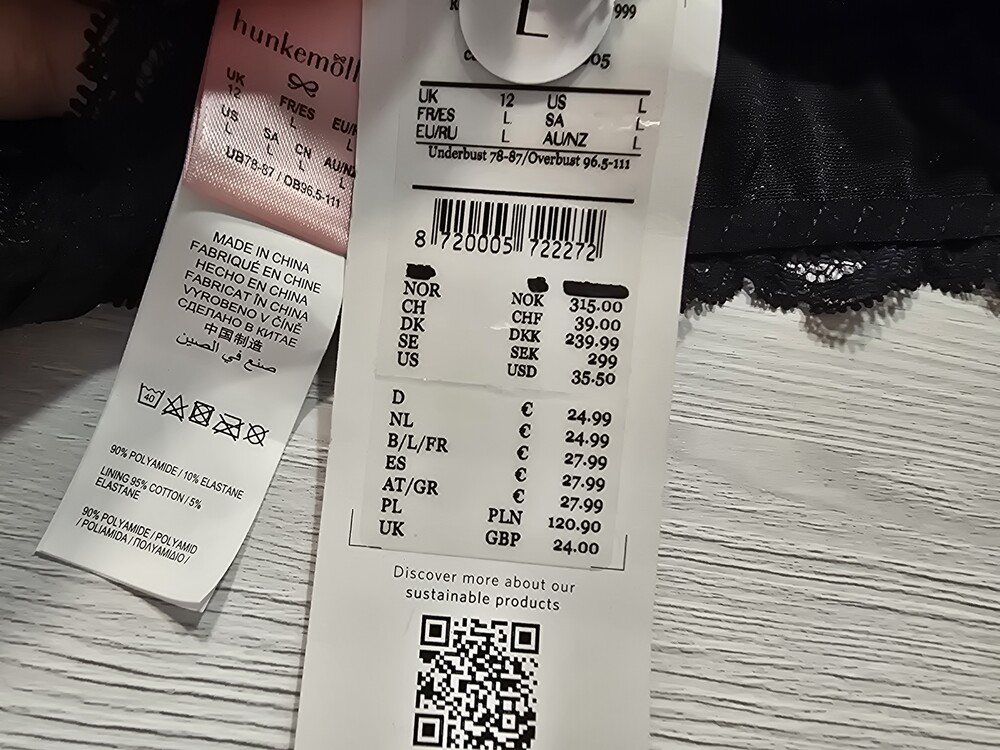 hunkemöll
UK
12
FR/ES
L
US
L
SA
L
CN
L
AU/NZ
L
UB78-87 / OB96.5-111
MADE IN CHINA
FABRIQUÉ EN CHINE
HECHO EN CHINA
FABRICAT ÎN CHINA
VYROBENO V ČÍNĚ
СДЕЛАНО В КИТАЕ
中国制造
صنع في الصين
40
90% POLYAMIDE / 10% ELASTANE
LINING 95% COTTON / 5%
ELASTANE
90% POLYAMIDE / POLYAMID
/ POLIAMIDA / ΠΟΛΥΑΜΙΔΙΟ /
L
999
UK 12 US L
FR/ES L SA L
EU/RU L AU/NZ L
Underbust 78-87/Overbust 96.5-111
8 720005 722272
NOR NOK 315.00
CH CHF 39.00
DK DKK 239.99
SE SEK 299
US USD 35.50
D € 24.99
NL € 24.99
B/L/FR € 27.99
ES € 27.99
AT/GR € 27.99
PL PLN 120.90
UK GBP 24.00
Discover more about our
sustainable products